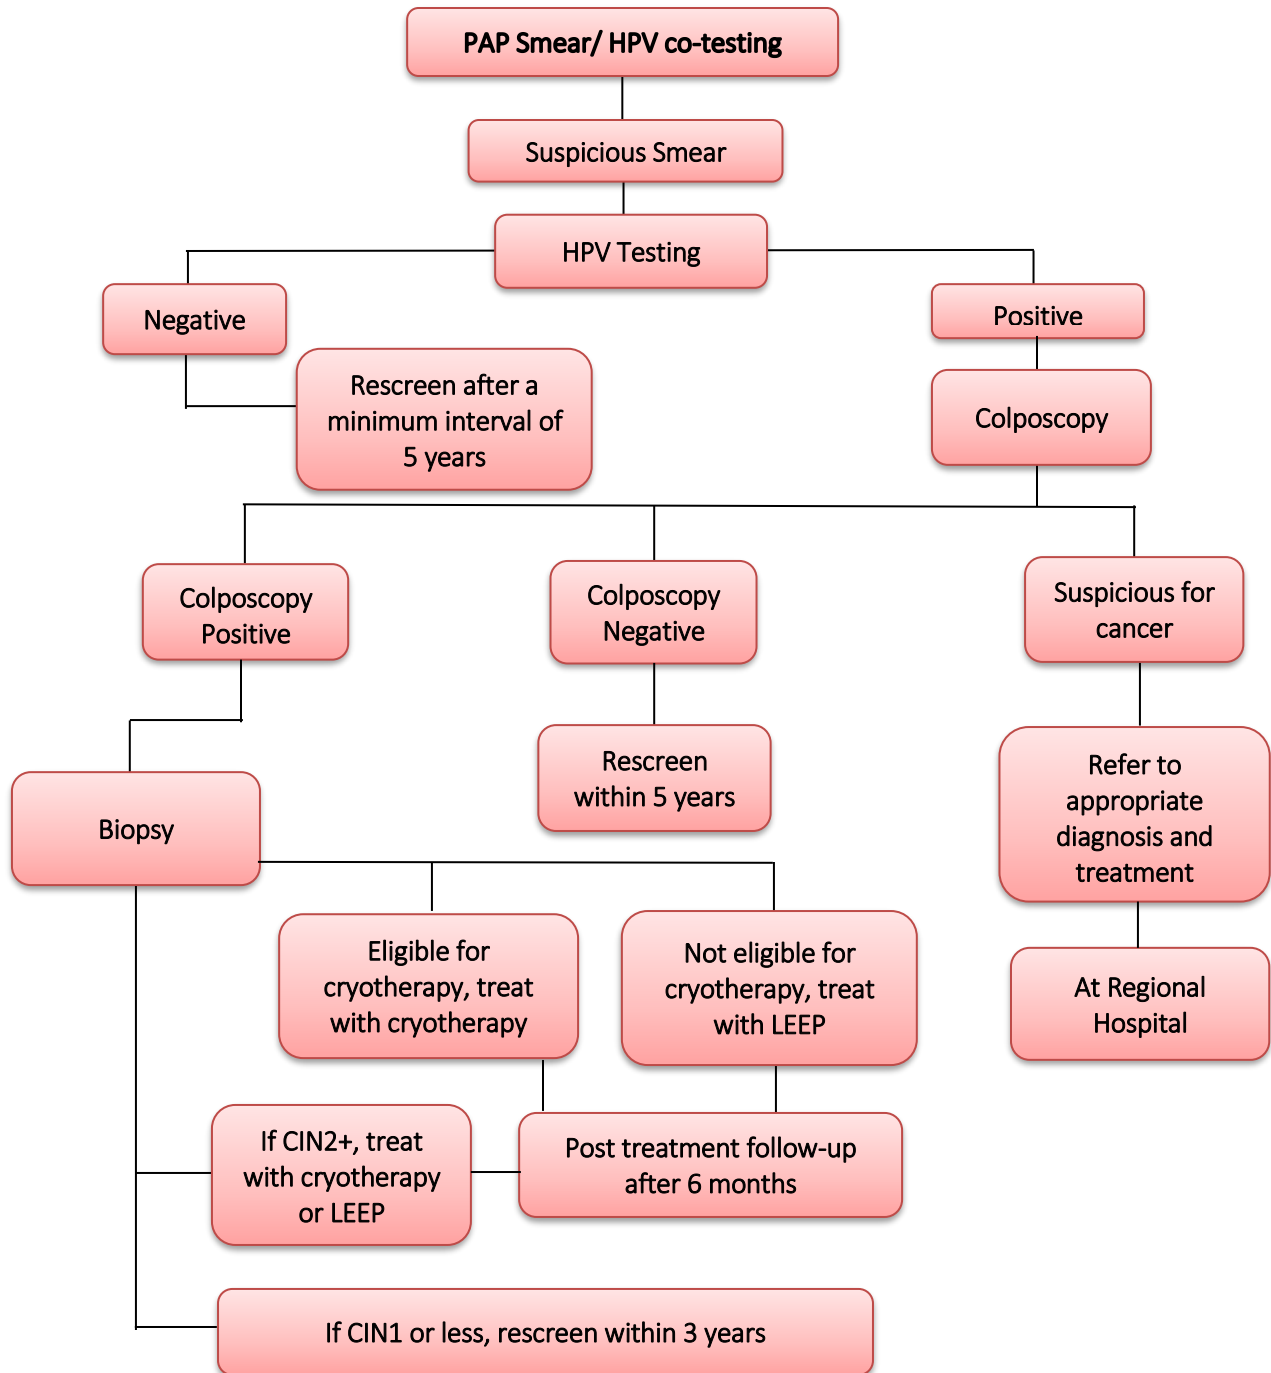 PAP Smear/ HPV co-testing
Suspicious Smear
HPV Testing
Negative
Positive
Rescreen after a
minimum interval of
5 years
Colposcopy
Colposcopy
Positive
Colposcopy
Negative
Suspicious for
cancer
Rescreen
within 5 years
Refer to
appropriate
diagnosis and
treatment
Biopsy
Eligible for
cryotherapy, treat
with cryotherapy
Not eligible for
cryotherapy, treat
with LEEP
At Regional
Hospital
If CIN2+, treat
with cryotherapy
or LEEP
Post treatment follow-up
after 6 months
If CIN1 or less, rescreen within 3 years